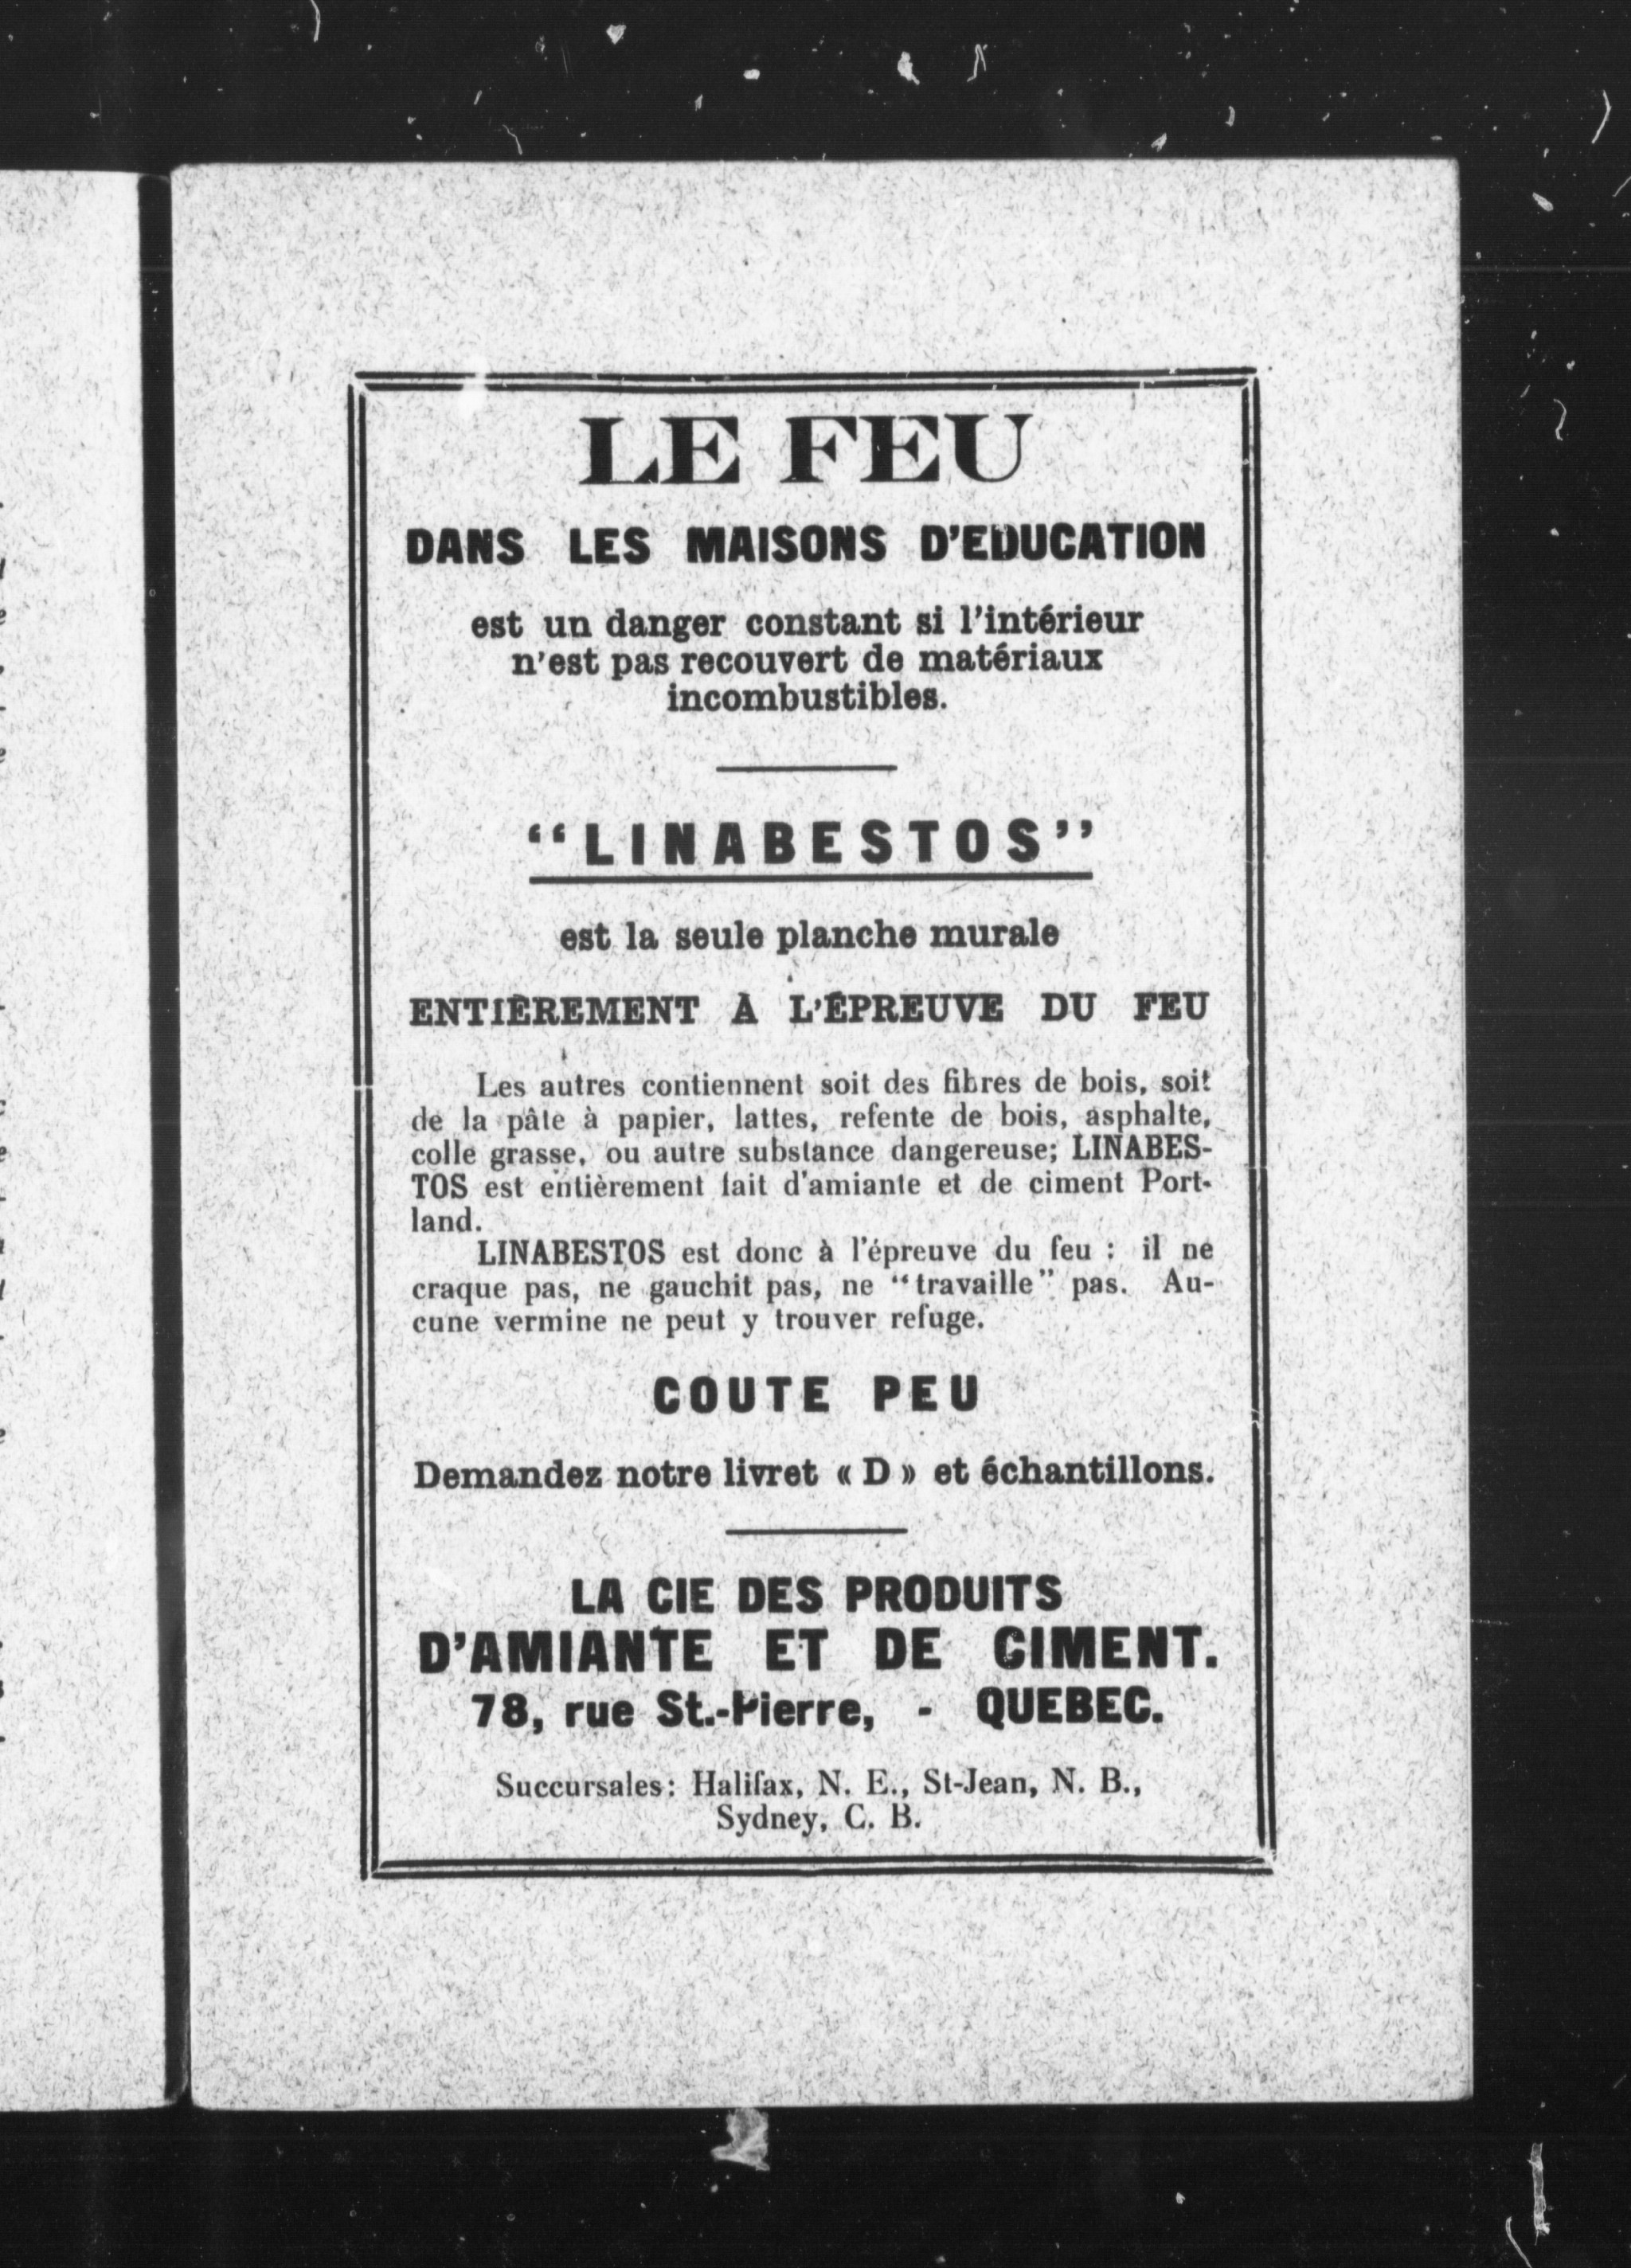 LE FEU
DANS LES MAISONS D'EDUCATION
est un danger constant si l'intérieur
n'est pas recouvert de matériaux
incombustibles.
"LINABESTOS"
est la seule planche murale
ENTIÈREMENT A L'ÉPREUVE DU FEU
Les autres contiennent soit des fibres de bois, soit
de la pâte à papier, lattes, refente de bois, asphalte,
colle grasse, ou autre substance dangereuse; LINABES-
TOS est entièrement fait d'amiante et de ciment Port-
land.
LINABESTOS est donc à l'épreuve du feu : il ne
craque pas, ne gauchit pas, ne "travaille" pas. Au-
cune vermine ne peut y trouver refuge.
COUTE PEU
Demandez notre livret « D » et échantillons.
LA CIE DES PRODUITS
D'AMIANTE ET DE CIMENT.
78, rue St.-Pierre, - QUEBEC.
Succursales: Halifax, N. E., St-Jean, N. B.,
Sydney, C. B.